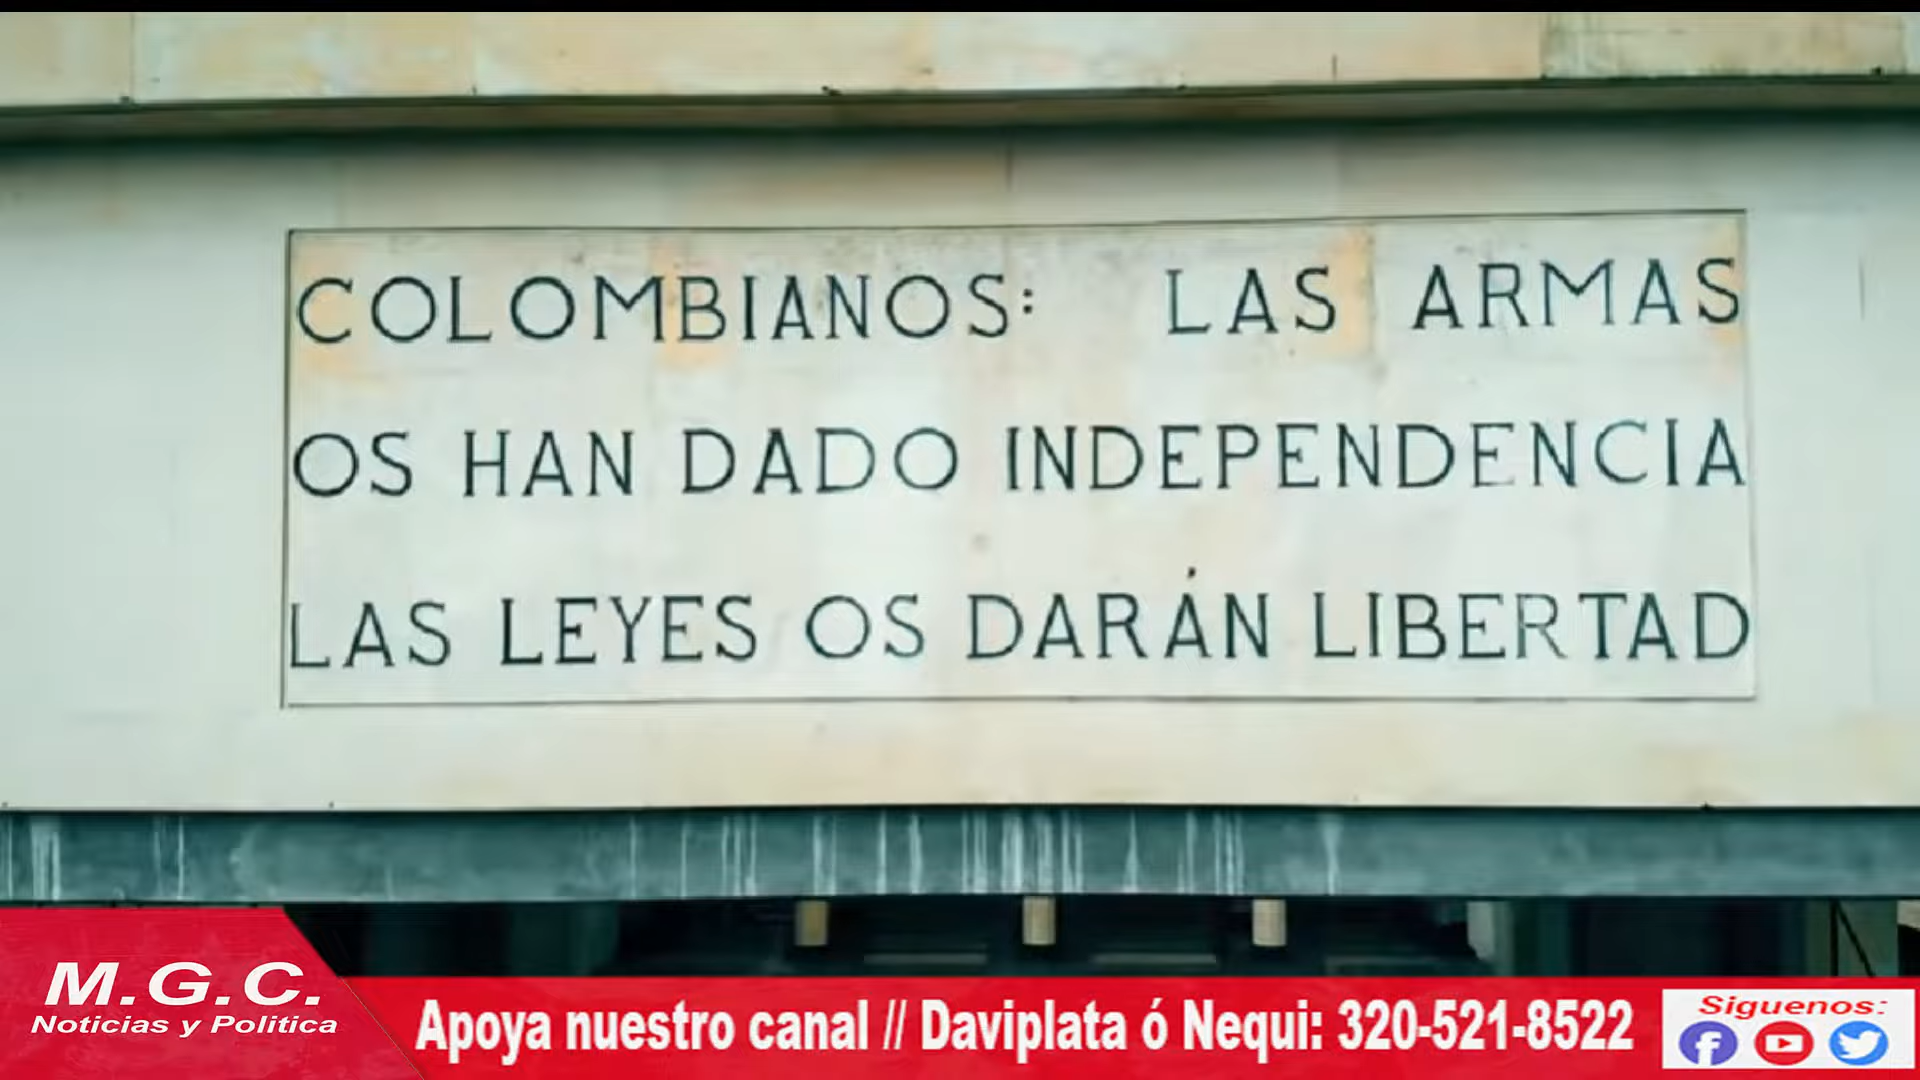 COLOMBIANOS: LAS ARMAS
OS HAN DADO INDEPENDENCIA
LAS LEYES OS DARÁN LIBERTAD
M.G.C.
Noticias y Politica
Apoya nuestro canal // Daviplata ó Nequi: 320-521-8522
Siguenos: